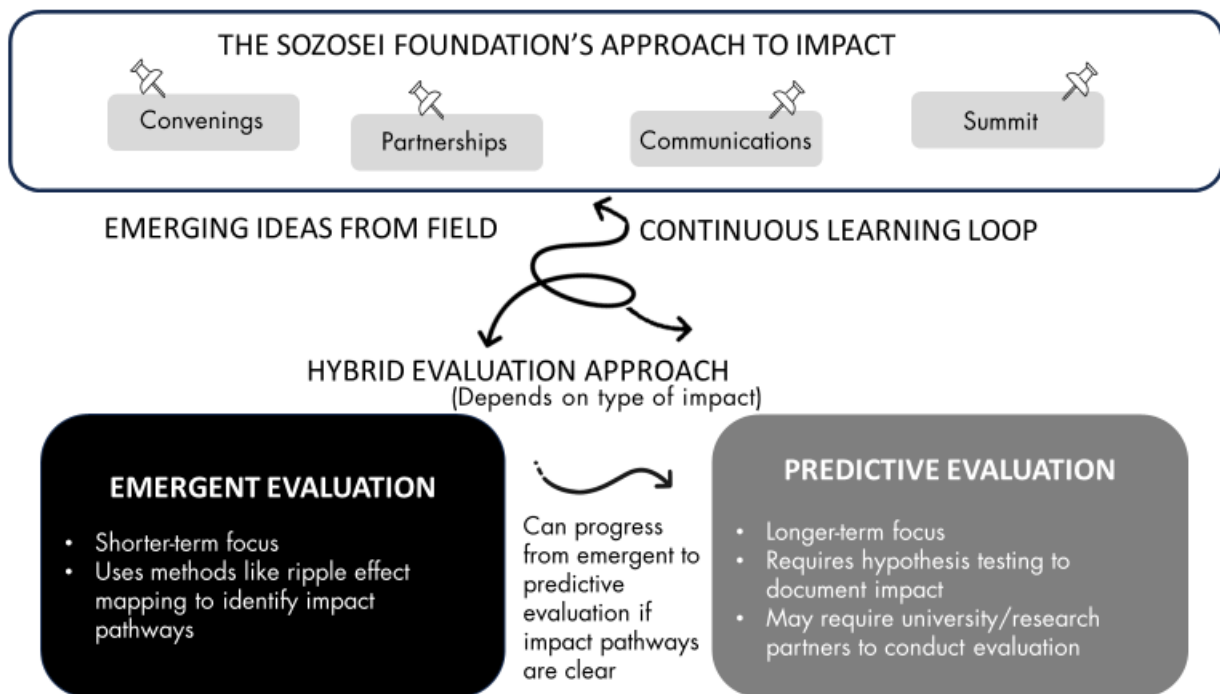 THE SOZOSEI FOUNDATION'S APPROACH TO IMPACT
Convenings
Partnerships
Communications
Summit
EMERGING IDEAS FROM FIELD
CONTINUOUS LEARNING LOOP
HYBRID EVALUATION APPROACH
(Depends on type of impact)
EMERGENT EVALUATION
• Shorter-term focus
• Uses methods like ripple effect
mapping to identify impact
pathways
Can progress
from emergent to
predictive
evaluation if
impact pathways
are clear
PREDICTIVE EVALUATION
• Longer-term focus
• Requires hypothesis testing to
document impact
• May require university/research
partners to conduct evaluation